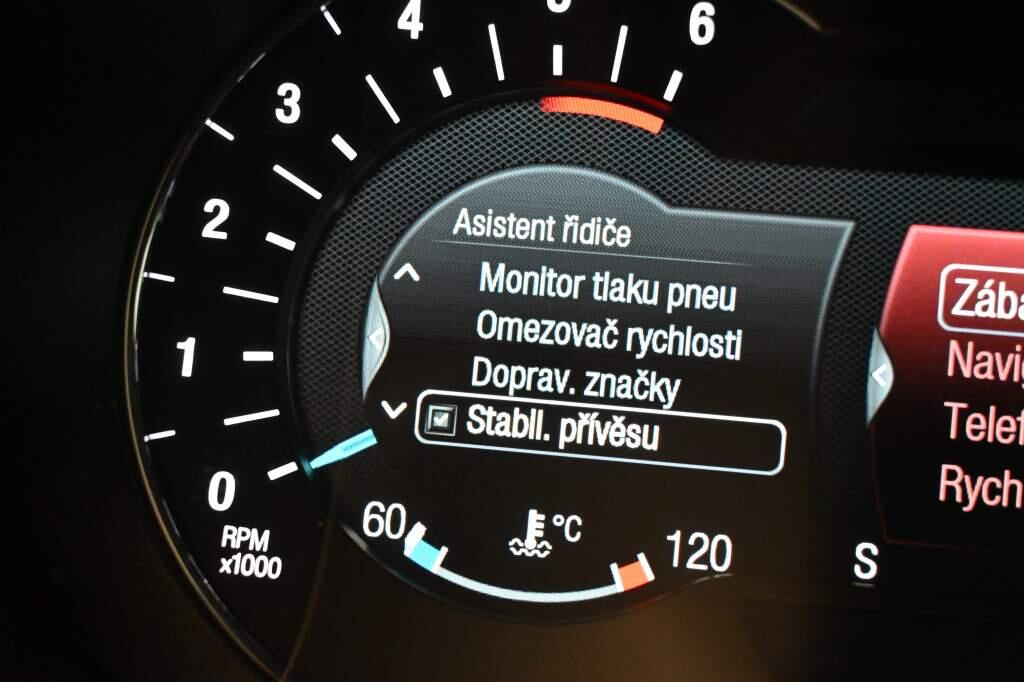 4
5
6
3
2
1
0
RPM
x1000
Asistent řidiče
Monitor tlaku pneu
Omezovač rychlosti
Doprav. značky
Stabil. přívěsu
60
°C
120
S